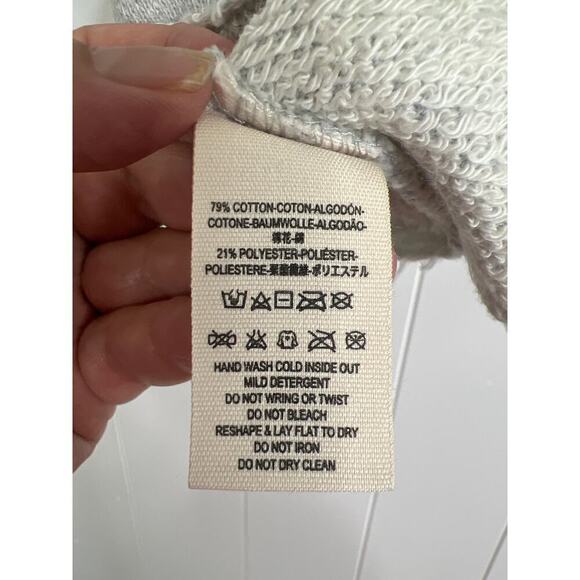 79% COTTON-COTON-ALGODÓN-
COTONE-BAUMWOLLE-ALGODÃO-
棉花-綿
21% POLYESTER-POLIÉSTER-
POLIESTERE-聚酯纖維-ポリエステル
HAND WASH COLD INSIDE OUT
MILD DETERGENT
DO NOT WRING OR TWIST
DO NOT BLEACH
RESHAPE & LAY FLAT TO DRY
DO NOT IRON
DO NOT DRY CLEAN